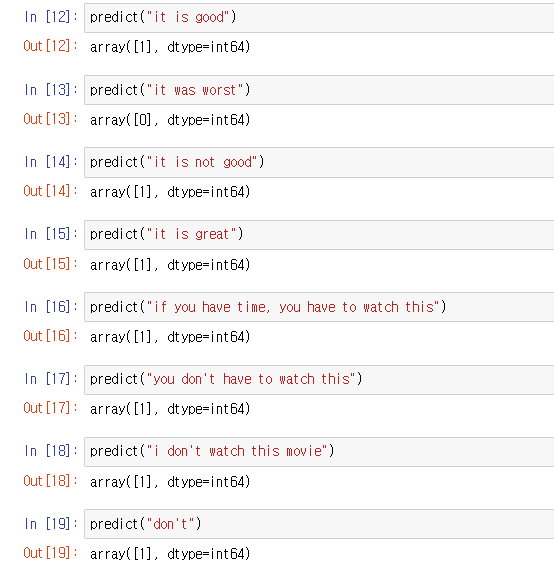 In [12]: predict("it is good")
Out[12]: array([1], dtype=int64)
In [13]: predict("it was worst")
Out[13]: array([0], dtype=int64)
In [14]: predict("it is not good")
Out[14]: array([1], dtype=int64)
In [15]: predict("it is great")
Out[15]: array([1], dtype=int64)
In [16]: predict("if you have time, you have to watch this")
Out[16]: array([1], dtype=int64)
In [17]: predict("you don't have to watch this")
Out[17]: array([1], dtype=int64)
In [18]: predict("i don't watch this movie")
Out[18]: array([1], dtype=int64)
In [19]: predict("don't")
Out[19]: array([1], dtype=int64)